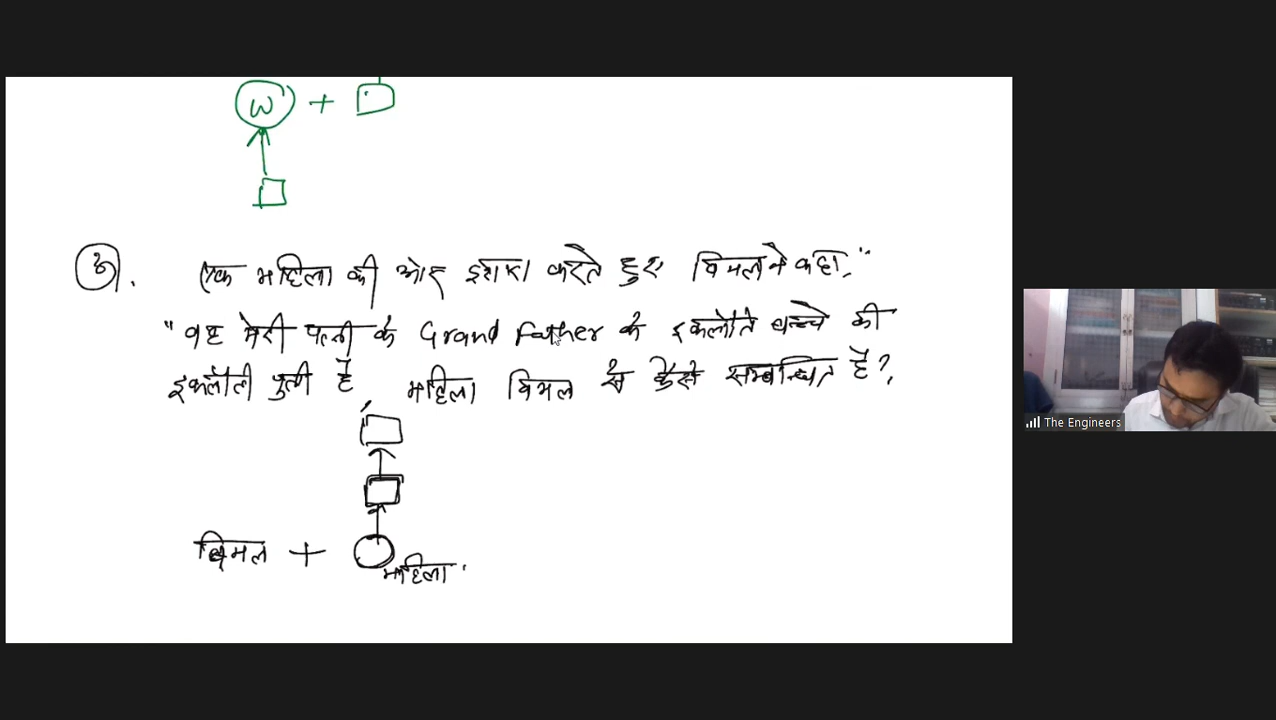 W + 
③. एक महिला की ओर इशारा करते हुए विमल ने कहा, "
" वह मेरी पत्नी के Grand Father के इकलौते बच्चे की
इकलौती पुत्री है महिला विमल से कैसे सम्बन्धित है?
विमल +
महिला
The Engineers